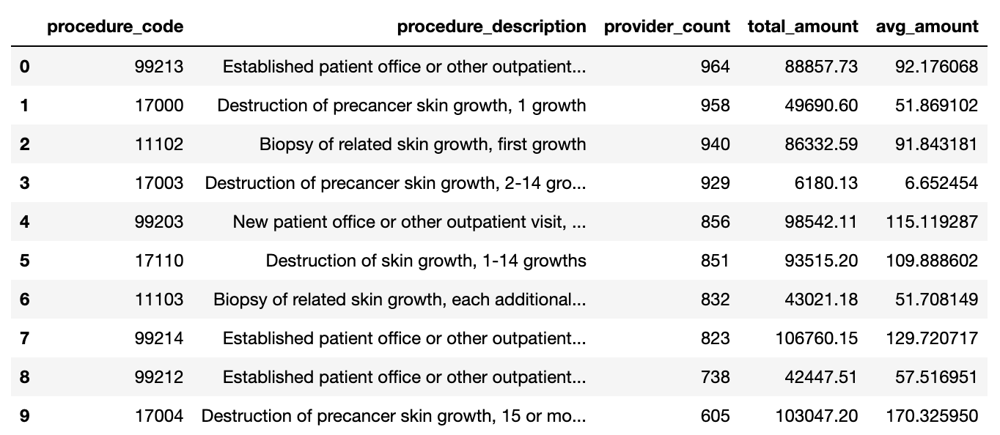 procedure_code procedure_description provider_count total_amount avg_amount
0 99213 Established patient office or other outpatient... 964 88857.73 92.176068
1 17000 Destruction of precancer skin growth, 1 growth 958 49690.60 51.869102
2 11102 Biopsy of related skin growth, first growth 940 86332.59 91.843181
3 17003 Destruction of precancer skin growth, 2-14 gro... 929 6180.13 6.652454
4 99203 New patient office or other outpatient visit, ... 856 98542.11 115.119287
5 17110 Destruction of skin growth, 1-14 growths 851 93515.20 109.888602
6 11103 Biopsy of related skin growth, each additional... 832 43021.18 51.708149
7 99214 Established patient office or other outpatient... 823 106760.15 129.720717
8 99212 Established patient office or other outpatient... 738 42447.51 57.516951
9 17004 Destruction of precancer skin growth, 15 or mo... 605 103047.20 170.325950